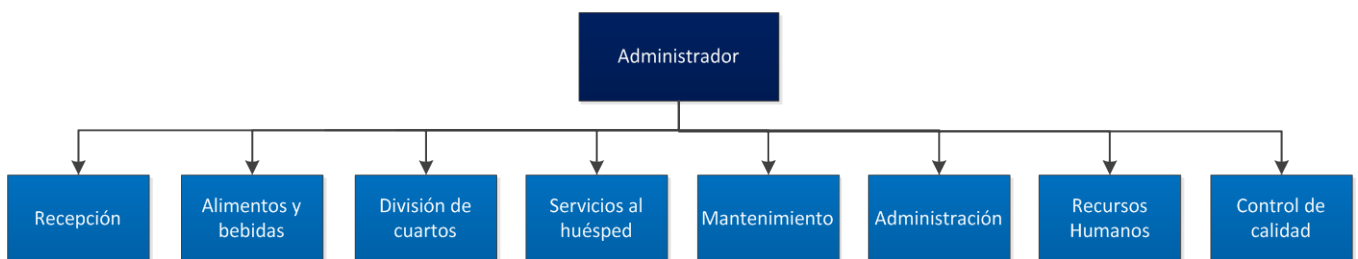 Administrador
Recepción
Alimentos y
bebidas
División de
cuartos
Servicios al
huésped
Mantenimiento
Administración
Recursos
Humanos
Control de
calidad